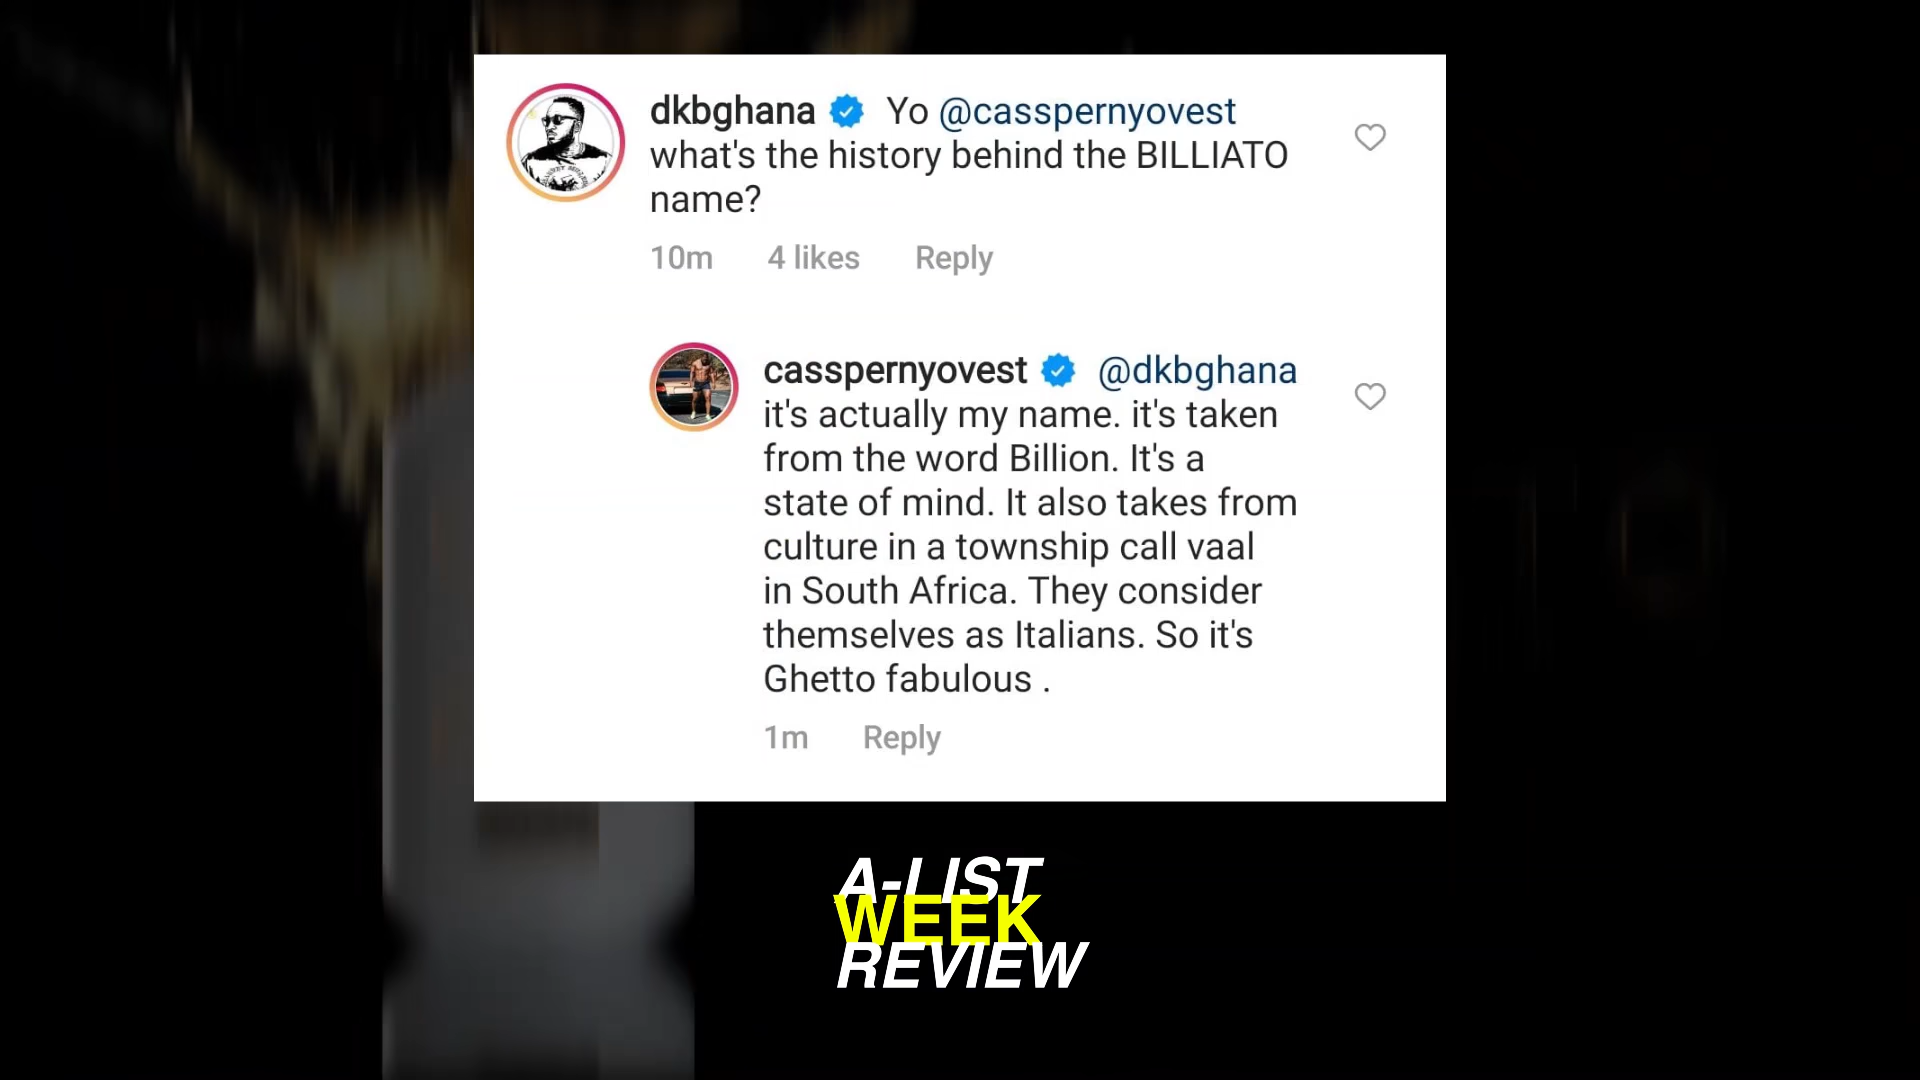 dkbghana Yo @casspernyovest
what's the history behind the BILLIATO
name?
10m 4 likes Reply
casspernyovest @dkbghana
it's actually my name. it's taken
from the word Billion. It's a
state of mind. It also takes from
culture in a township call vaal
in South Africa. They consider
themselves as Italians. So it's
Ghetto fabulous .
1m Reply
A-LIST
WEEK
REVIEW